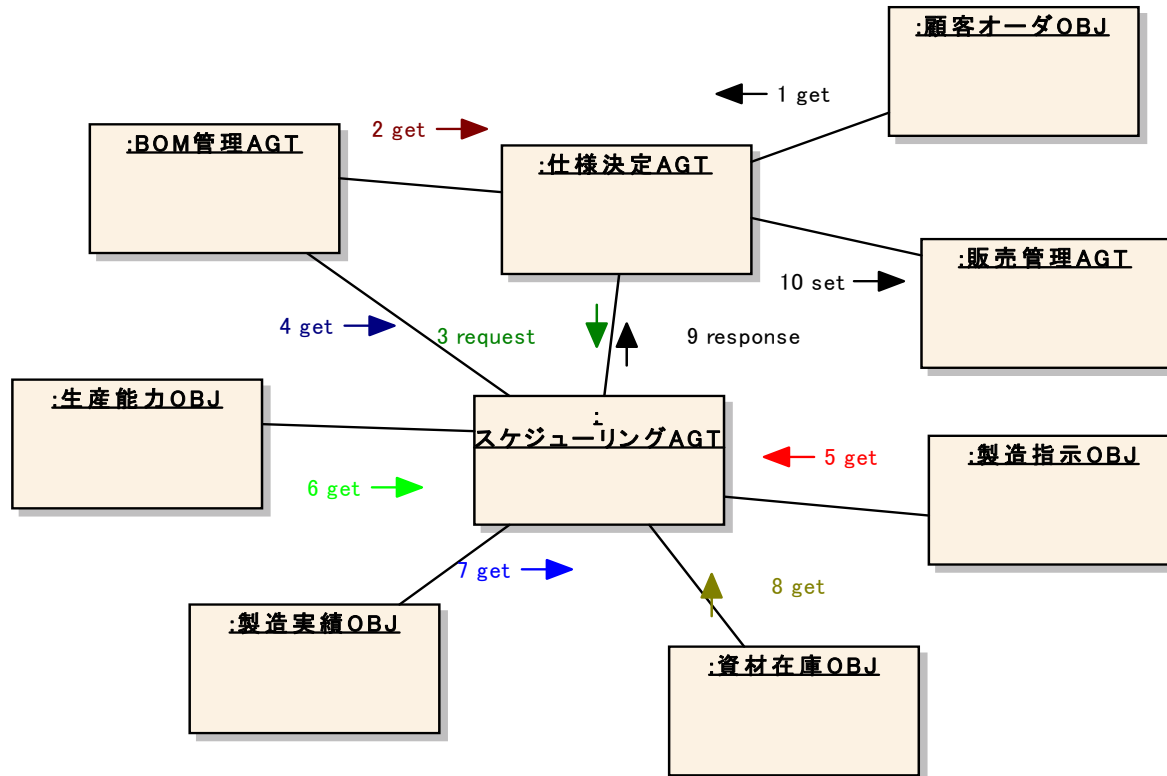 :顧客オーダOBJ
1 get
2 get
:BOM管理AGT
:仕様決定AGT
:販売管理AGT
10 set
4 get
3 request
9 response
:生産能力OBJ
:
スケジューリングAGT
5 get
:製造指示OBJ
6 get
7 get
8 get
:製造実績OBJ
:資材在庫OBJ